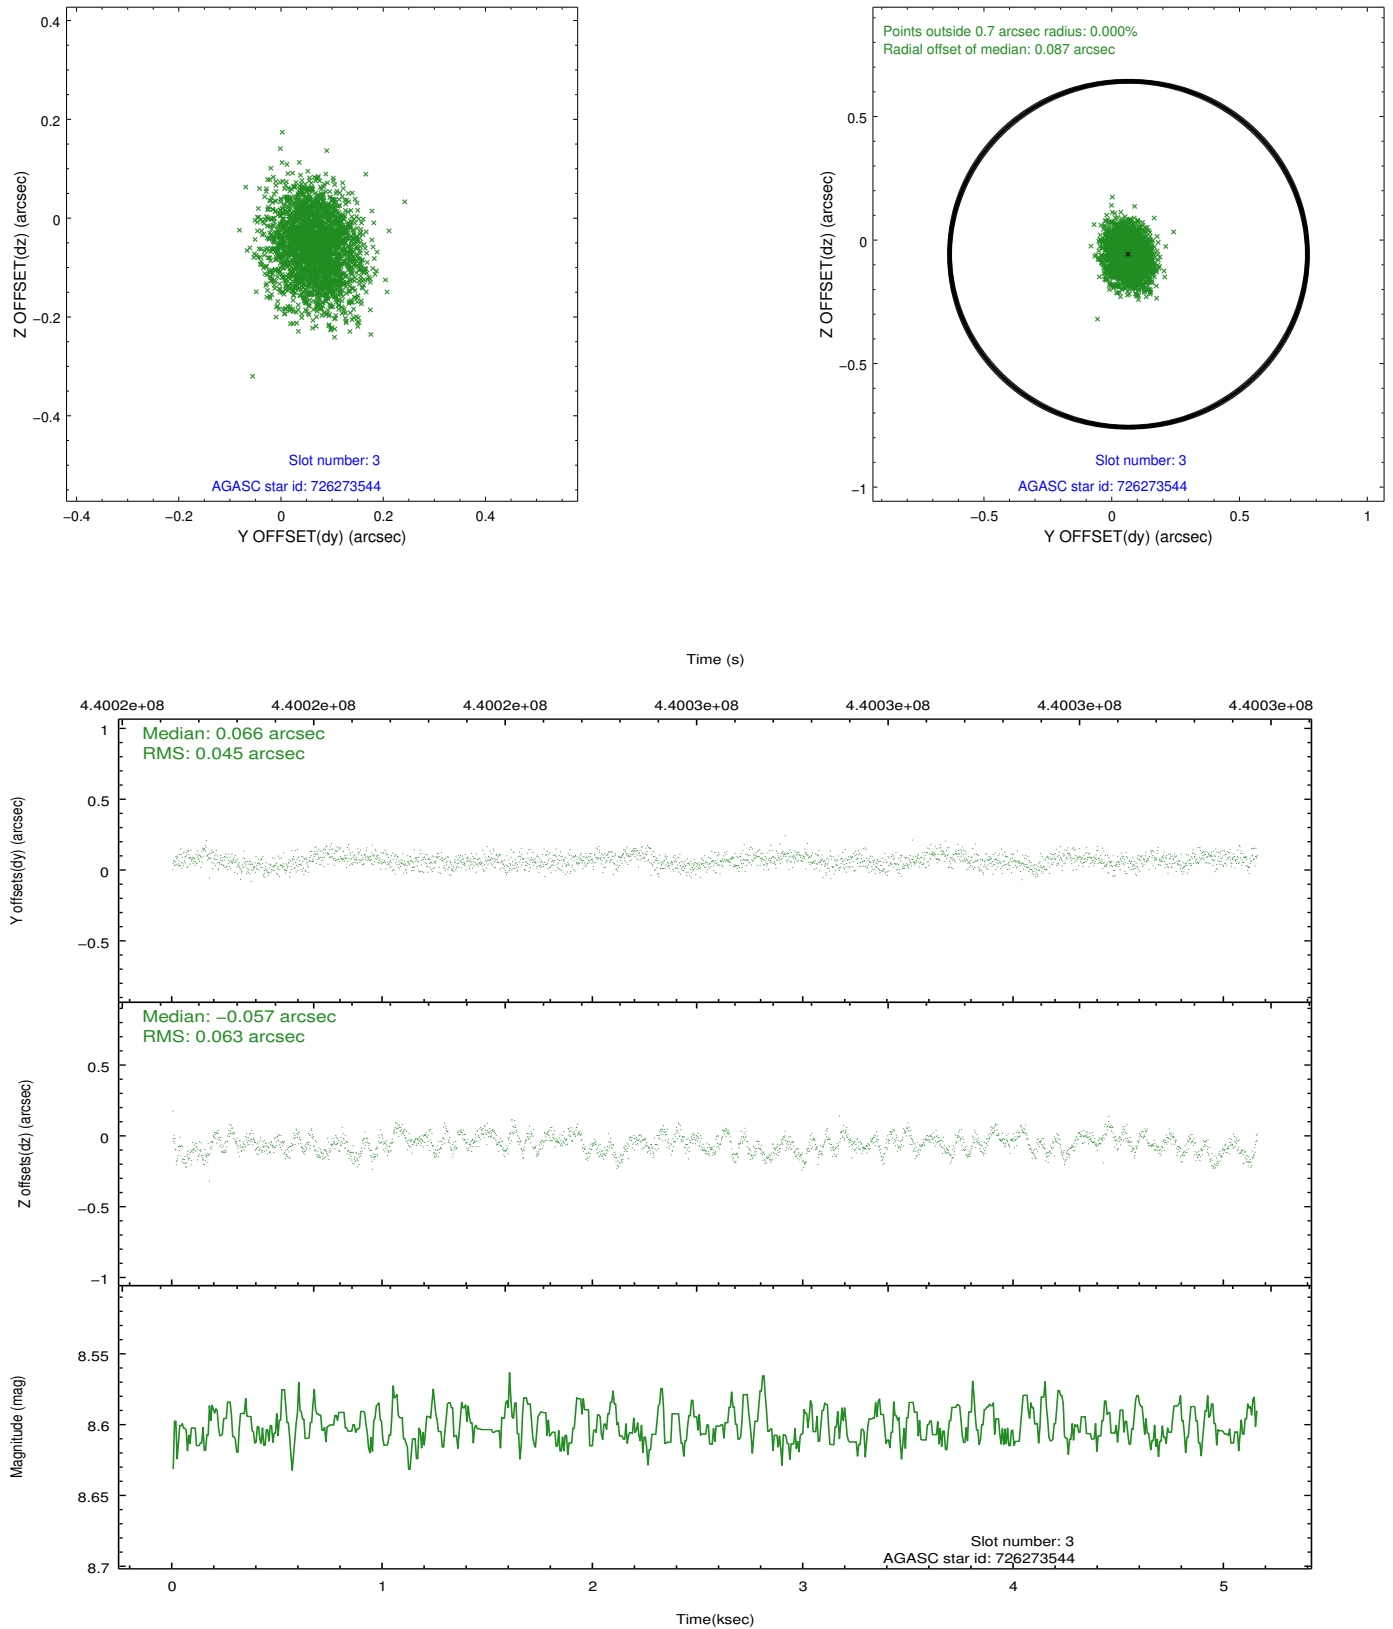 0.4
0.2
0
−0.2
−0.4
Z OFFSET(dz) (arcsec)
Slot number: 3
AGASC star id: 726273544
−0.4 −0.2 0 0.2 0.4
Y OFFSET(dy) (arcsec)
Points outside 0.7 arcsec radius: 0.000%
Radial offset of median: 0.087 arcsec
0.5
0
−0.5
−1
Z OFFSET(dz) (arcsec)
Slot number: 3
AGASC star id: 726273544
−0.5 0 0.5 1
Y OFFSET(dy) (arcsec)
Time (s)
4.4002e+08 4.4002e+08 4.4002e+08 4.4003e+08 4.4003e+08 4.4003e+08 4.4003e+08
Median: 0.066 arcsec
RMS: 0.045 arcsec
1
0.5
0
−0.5
Y offsets(dy) (arcsec)
Median: −0.057 arcsec
RMS: 0.063 arcsec
0.5
0
−0.5
−1
Z offsets(dz) (arcsec)
8.55
8.6
8.65
8.7
Magnitude (mag)
Slot number: 3
AGASC star id: 726273544
0 1 2 3 4 5
Time(ksec)